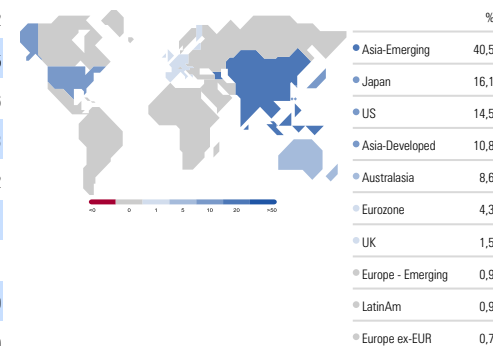 %
Asia-Emerging 40,5
Japan 16,1
US 14,5
Asia-Developed 10,8
Australasia 8,6
Eurozone 4,3
UK 1,5
Europe - Emerging 0,9
LatinAm 0,9
Europe ex-EUR 0,7
<0 0 1 5 10 20 >50